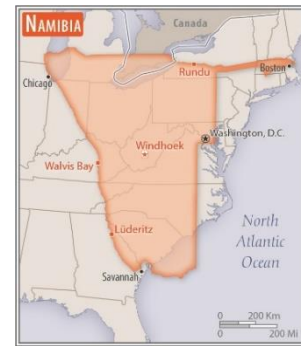 NAMIBIA
Canada
Rundu
Boston
Chicago
Washington, D.C.
Windhoek
Walvis Bay
North
Atlantic
Ocean
Lüderitz
Savannah
0 200 Km
0 200 Mi